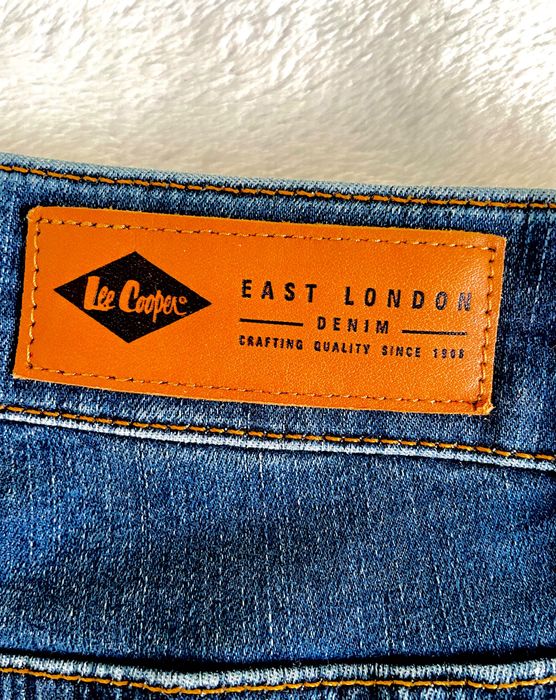 Lee Cooper
EAST LONDON
DENIM
CRAFTING QUALITY SINCE 1908